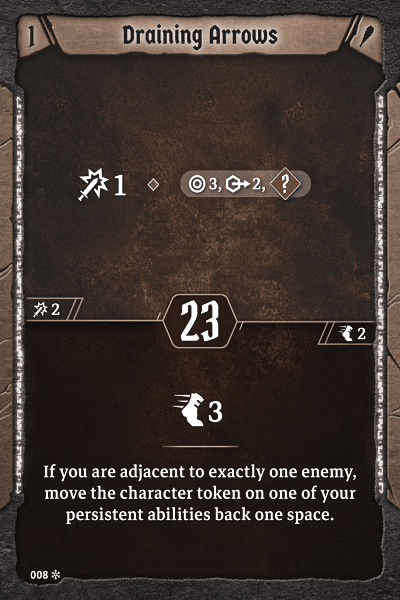 1 Draining Arrows
1 3, 2, ?
2
23
2
3
If you are adjacent to exactly one enemy,
move the character token on one of your
persistent abilities back one space.
008